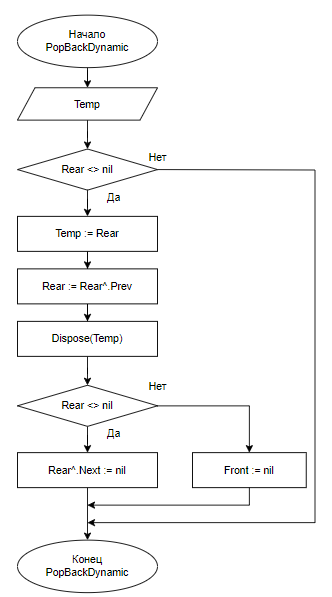 Начало
PopBackDynamic
Temp
Rear <> nil
Нет
Да
Temp := Rear
Rear := Rear^.Prev
Dispose(Temp)
Rear <> nil
Нет
Да
Rear^.Next := nil
Front := nil
Конец
PopBackDynamic